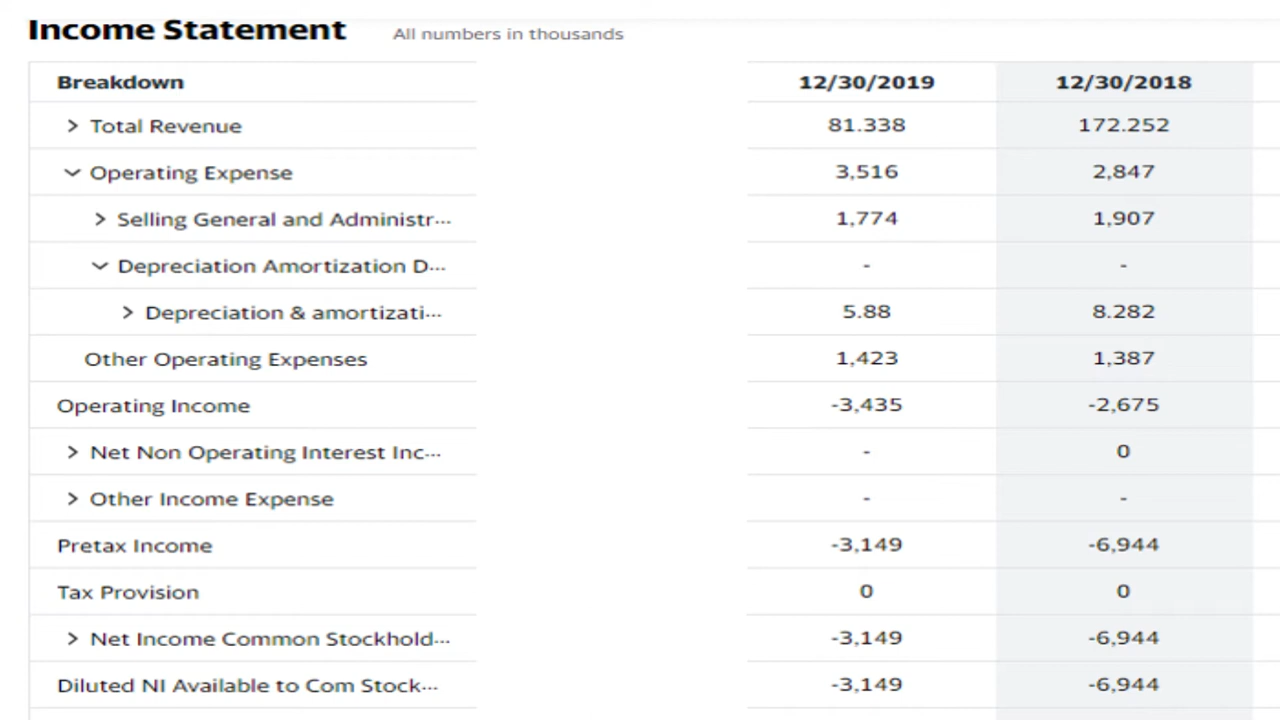 Income Statement All numbers in thousands
Breakdown 12/30/2019 12/30/2018
Total Revenue 81.338 172.252
Operating Expense 3,516 2,847
Selling General and Administr... 1,774 1,907
Depreciation Amortization D... - -
Depreciation & amortizati... 5.88 8.282
Other Operating Expenses 1,423 1,387
Operating Income -3,435 -2,675
Net Non Operating Interest Inc... - 0
Other Income Expense - -
Pretax Income -3,149 -6,944
Tax Provision 0 0
Net Income Common Stockhold... -3,149 -6,944
Diluted NI Available to Com Stock... -3,149 -6,944